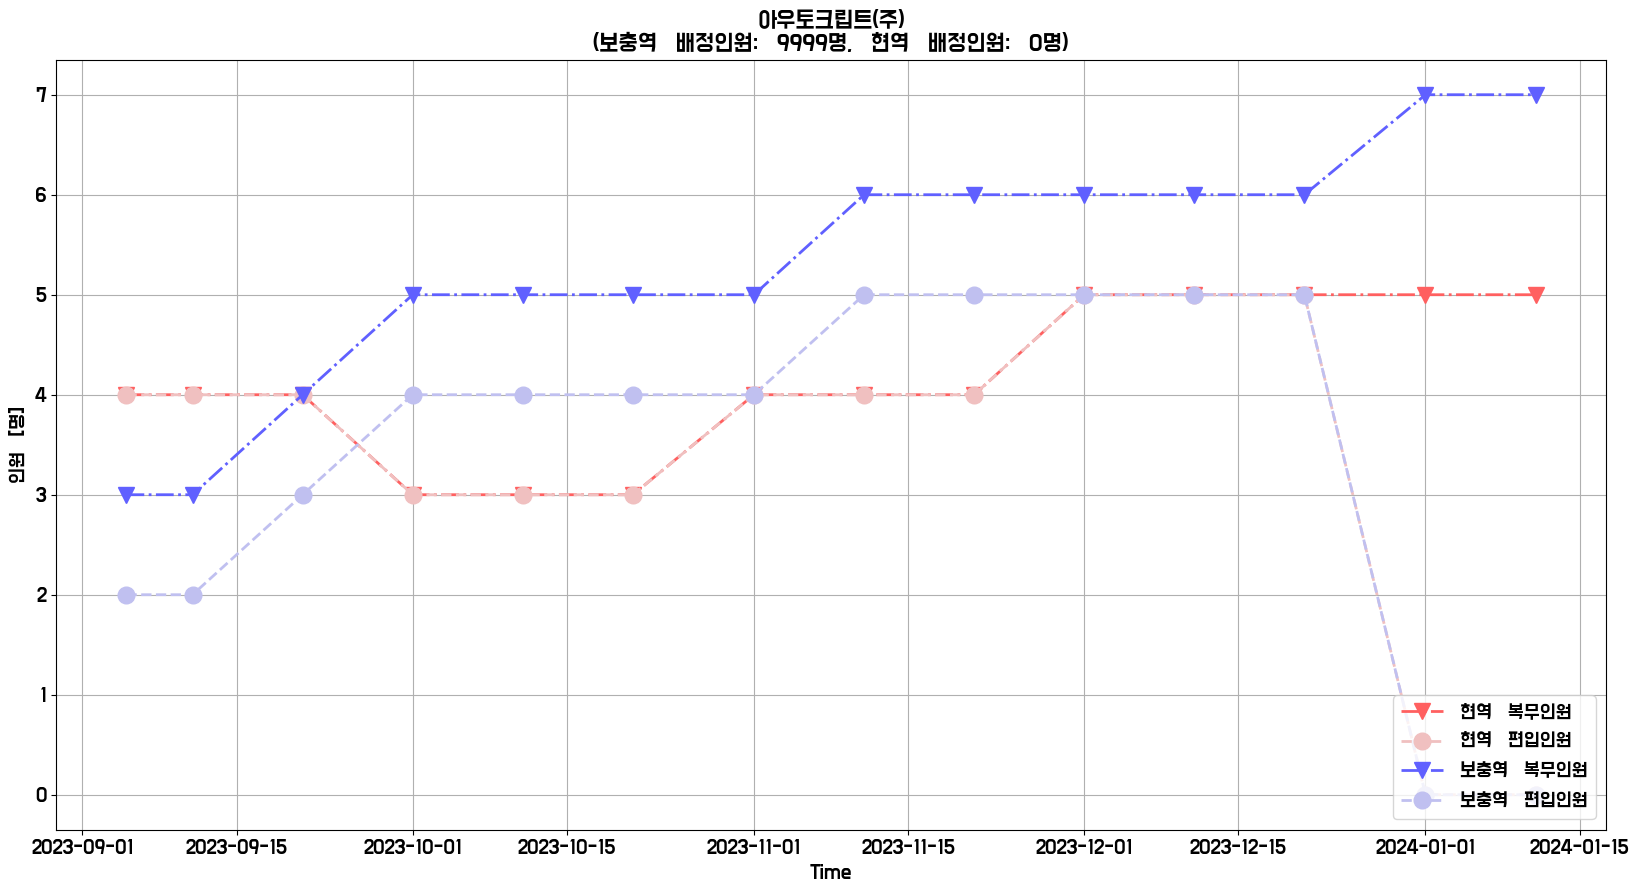 아우토크립트(주)
(보충역 배정인원: 9999명, 현역 배정인원: 0명)
7
6
5
4
3
2
1
0
인원 [명]
2023-09-01 2023-09-15 2023-10-01 2023-10-15 2023-11-01 2023-11-15 2023-12-01 2023-12-15 2024-01-01 2024-01-15
Time
현역 복무인원
현역 편입인원
보충역 복무인원
보충역 편입인원